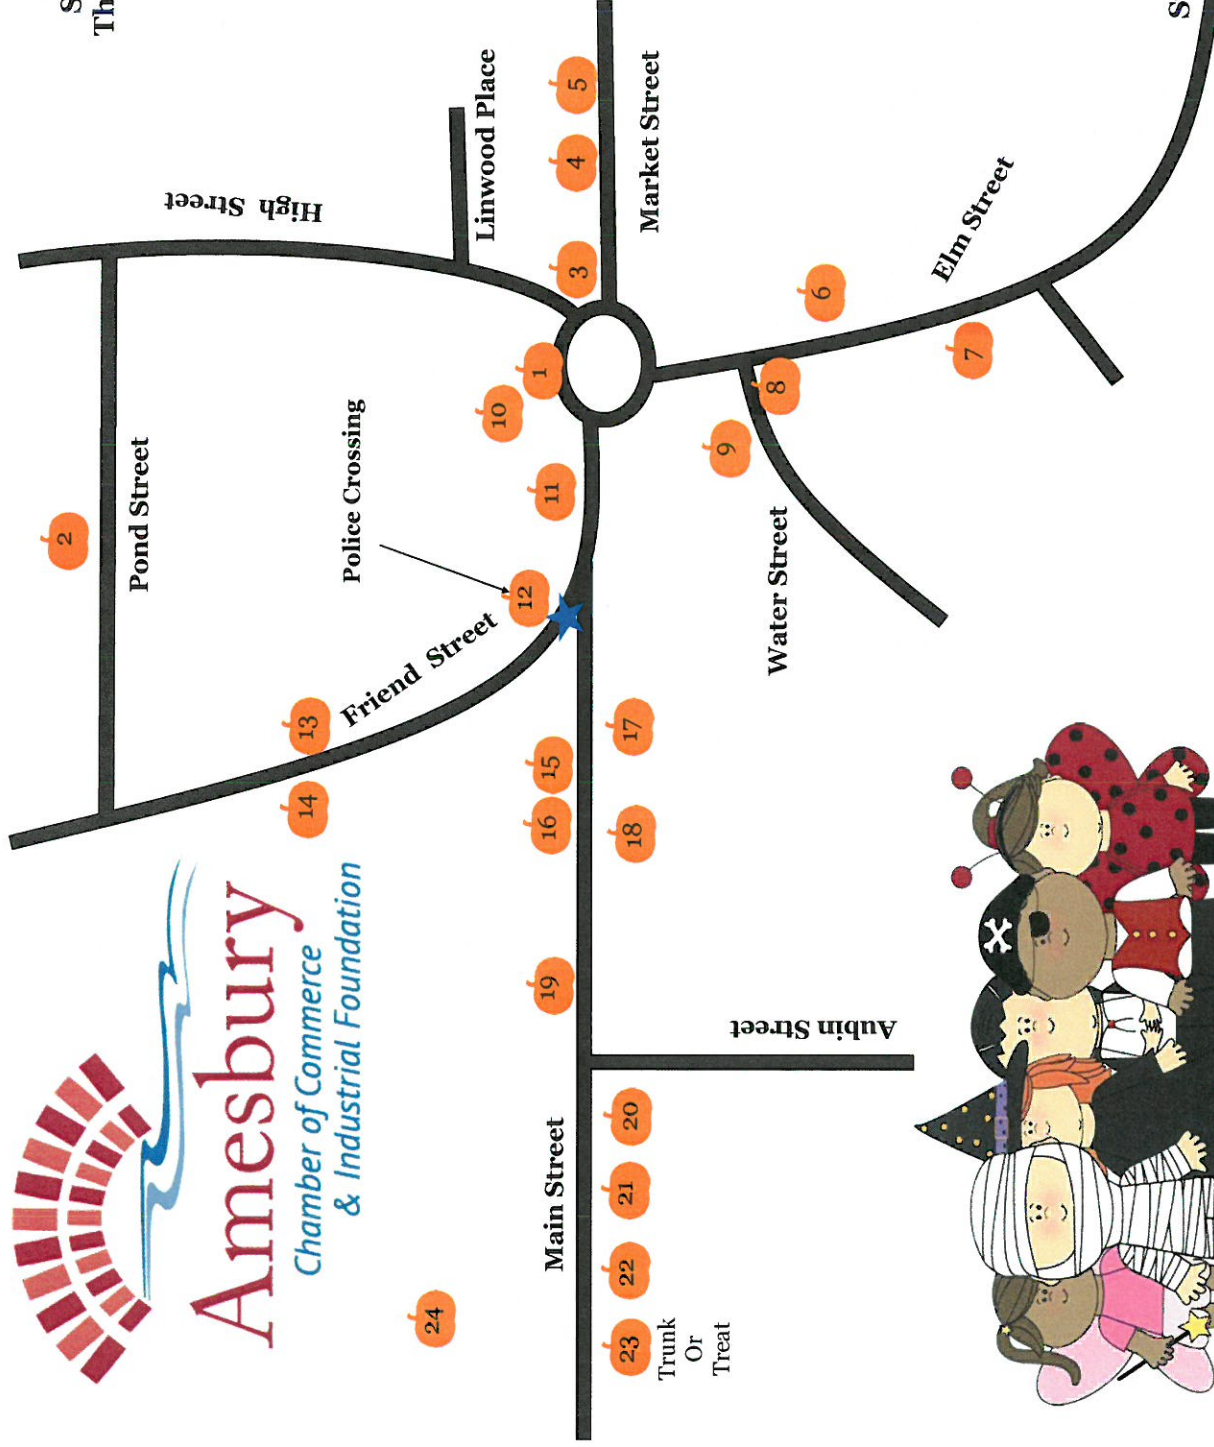 Amesbury
Chamber of Commerce
& Industrial Foundation
24
Main Street
23
22
21
20
Trunk
Or
Treat
19
Aubin Street
16
15
18
17
14
13
Friend Street
12
Police Crossing
11
10
1
2
Pond Street
High Street
Linwood Place
3
4
5
Market Street
6
7
8
9
Elm Street
Water Street
S
Th
S